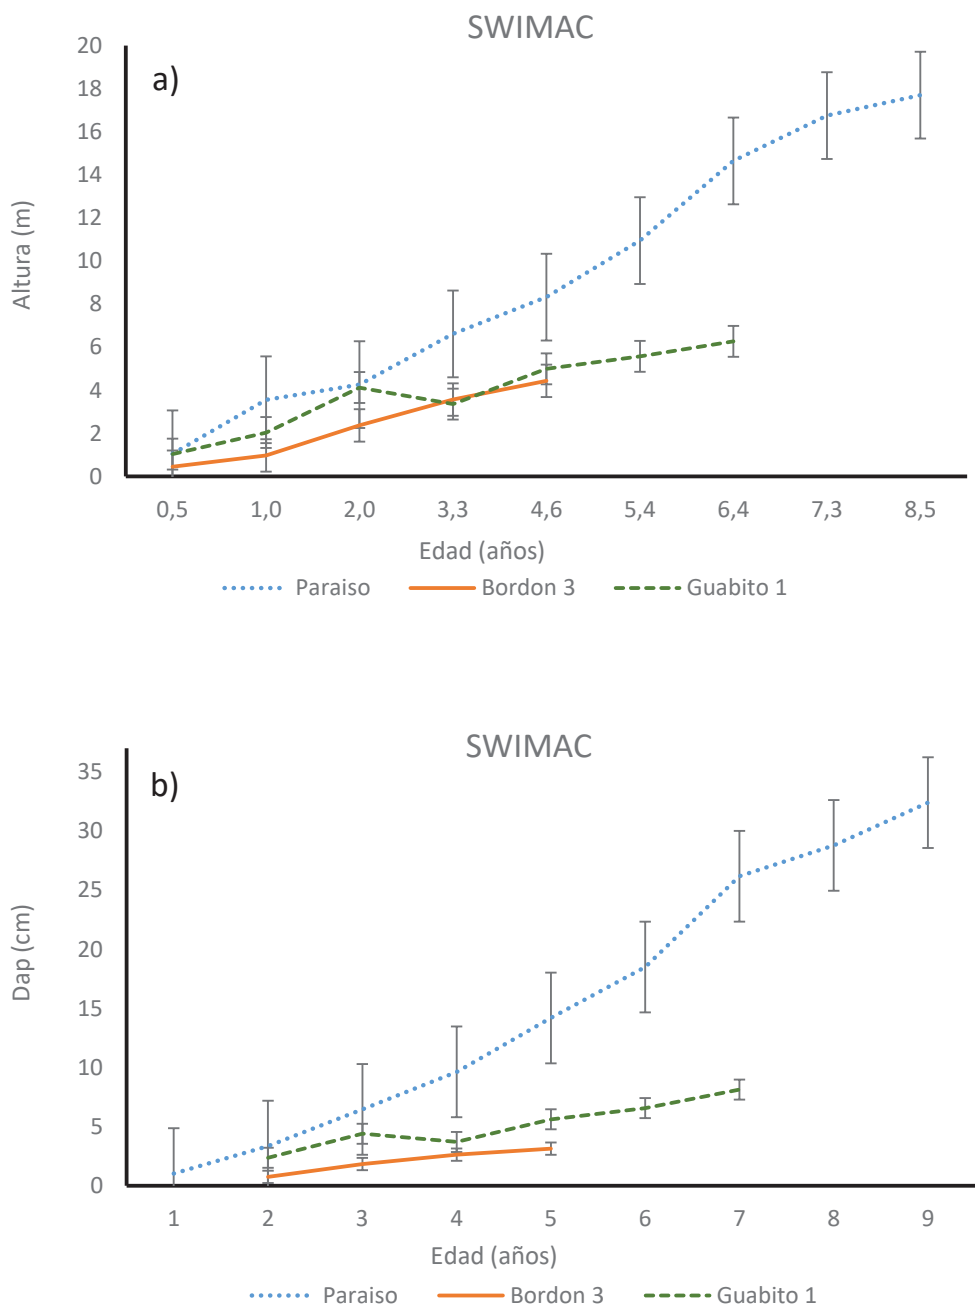 SWIMAC
a)
20
18
16
14
12
10
8
6
4
2
0
Altura (m)
0,5 1,0 2,0 3,3 4,6 5,4 6,4 7,3 8,5
Edad (años)
Paraiso Bordon 3 Guabito 1
SWIMAC
b)
35
30
25
20
15
10
5
0
Dap (cm)
1 2 3 4 5 6 7 8 9
Edad (años)
Paraiso Bordon 3 Guabito 1